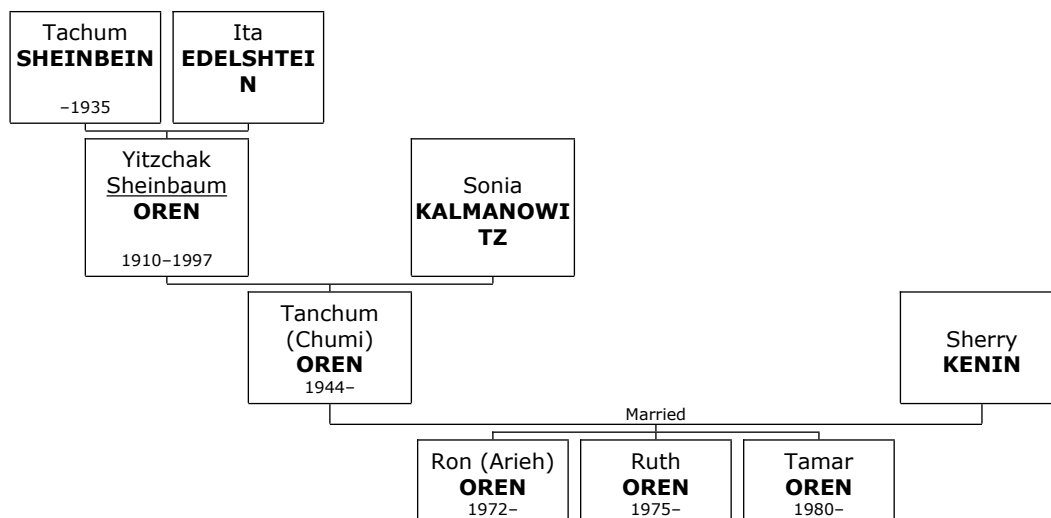 Tachum
SHEINBEIN
–1935
Ita
EDELSHTEI
N
Yitzchak
Sheinbaum
OREN
1910–1997
Sonia
KALMANOWI
TZ
Tanchum
(Chumi)
OREN
1944–
Sherry
KENIN
Married
Ron (Arieh)
OREN
1972–
Ruth
OREN
1975–
Tamar
OREN
1980–